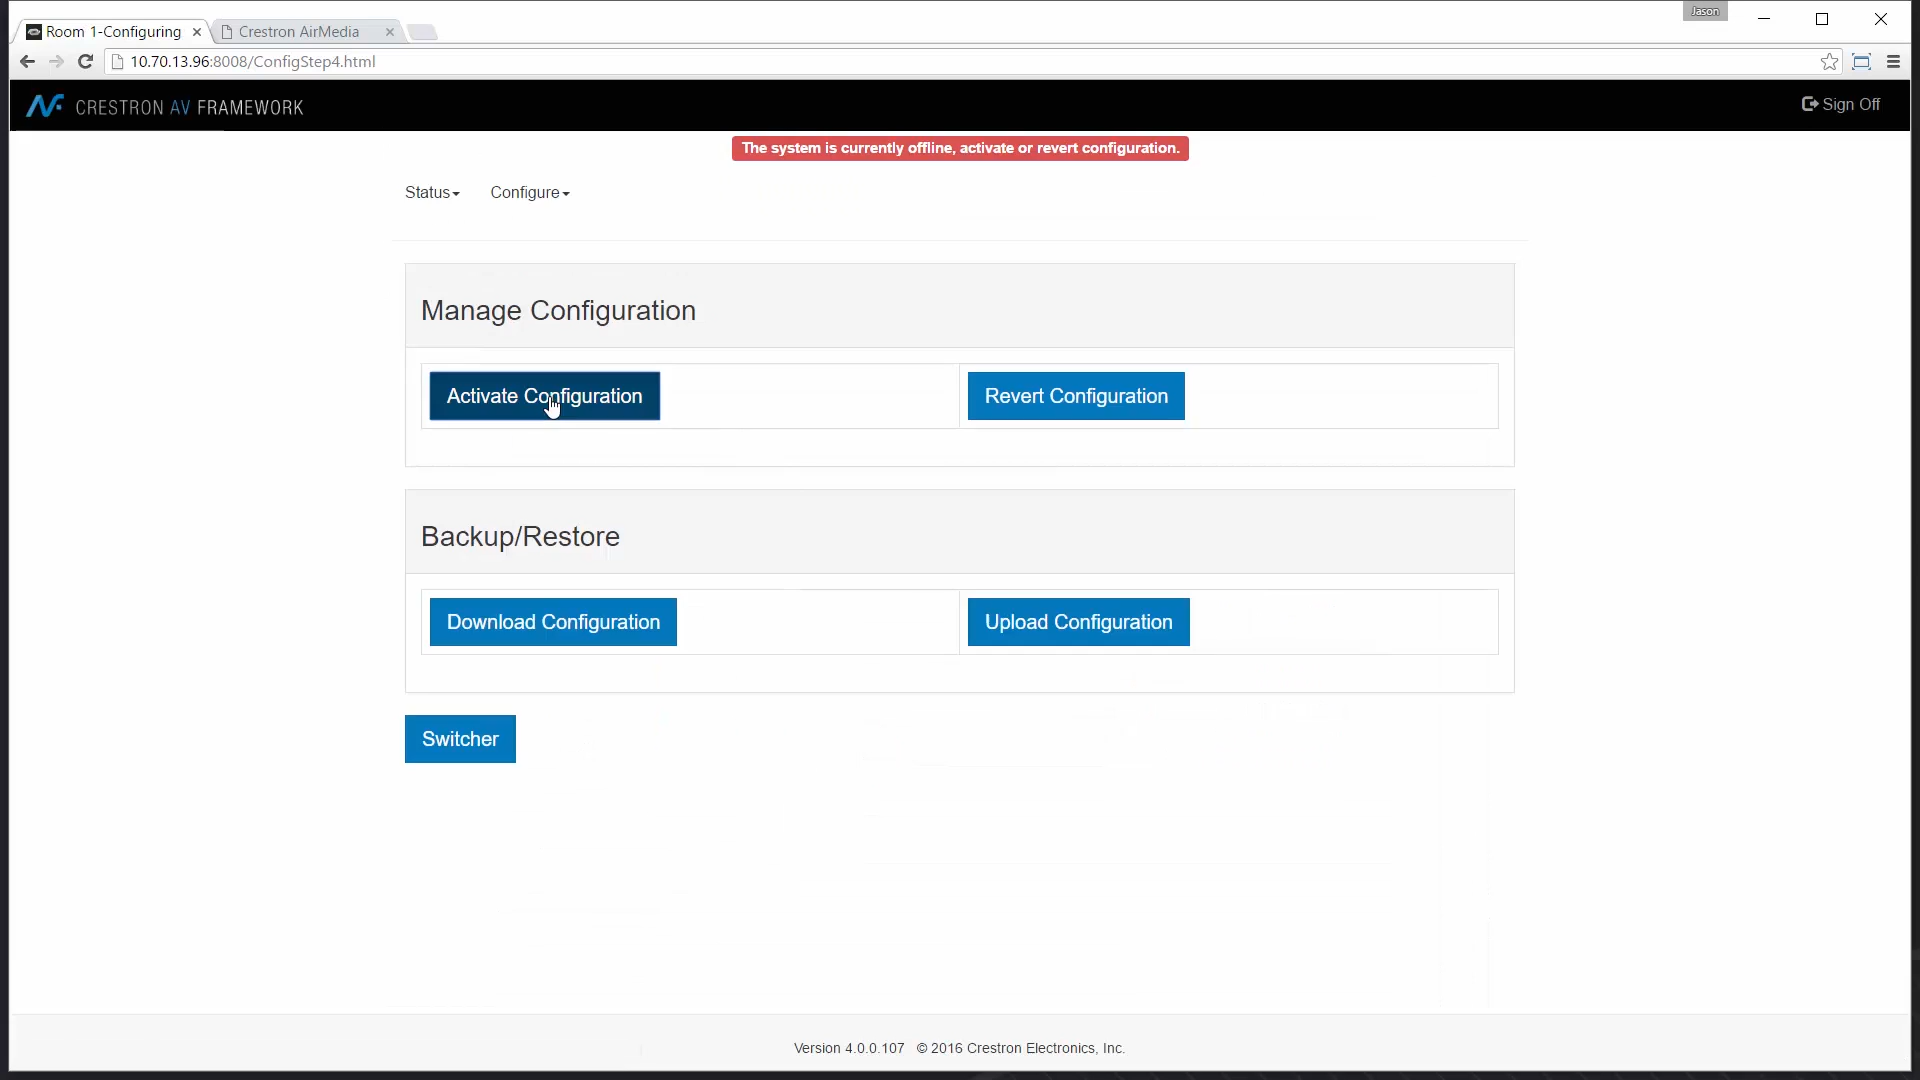 Jason
Room 1-Configuring
Crestron AirMedia
10.70.13.96:8008/ConfigStep4.html
CRESTRON AV FRAMEWORK
Sign Off
The system is currently offline, activate or revert configuration.
Status
Configure
Manage Configuration
Activate Configuration
Revert Configuration
Backup/Restore
Download Configuration
Upload Configuration
Switcher
Version 4.0.0.107 © 2016 Crestron Electronics, Inc.